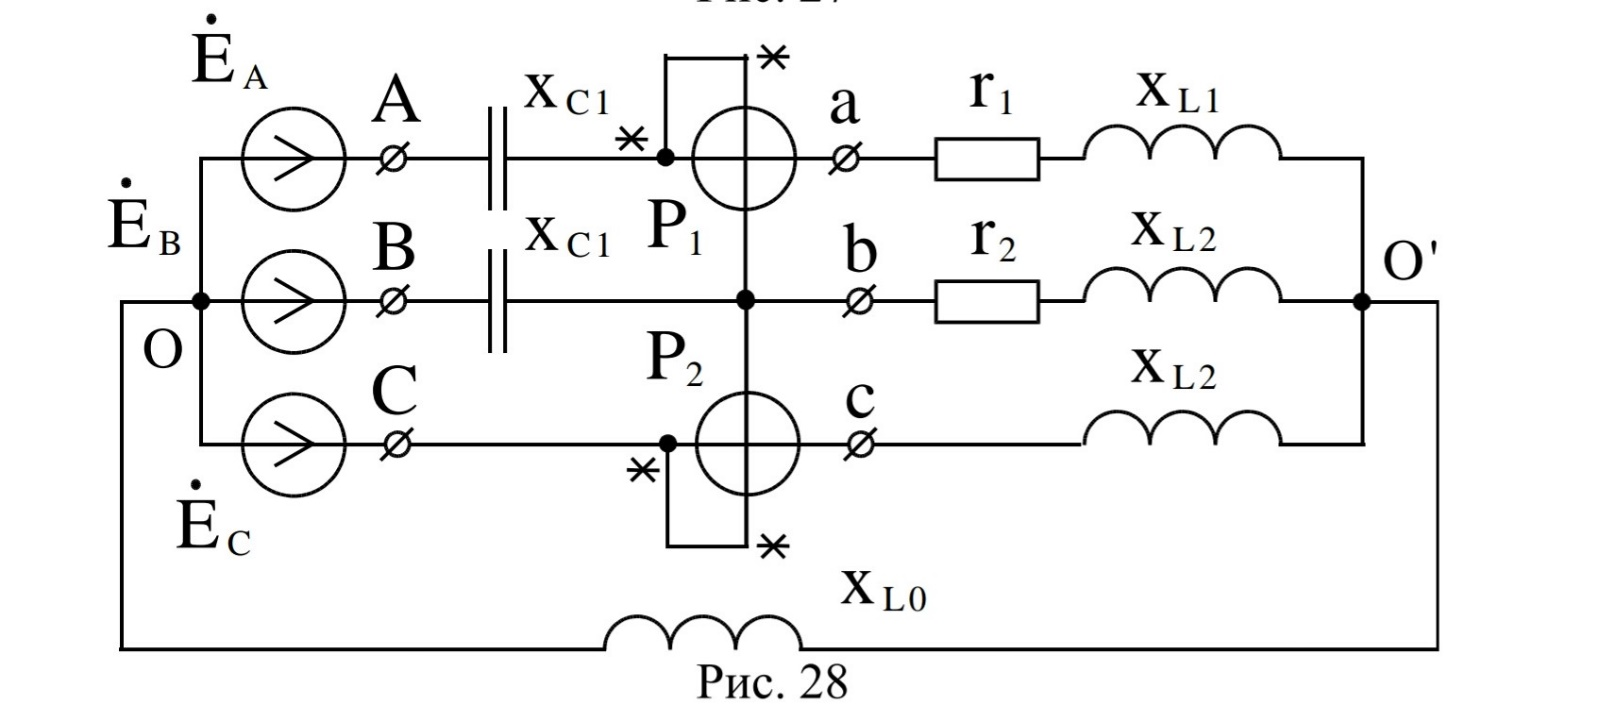 Ė A
A
x C1
*
*
a
r 1
x L1
Ė B
B
x C1
P 1
b
r 2
x L2
O'
O
C
P 2
c
x L2
*
*
Ė C
x L0
Рис. 28